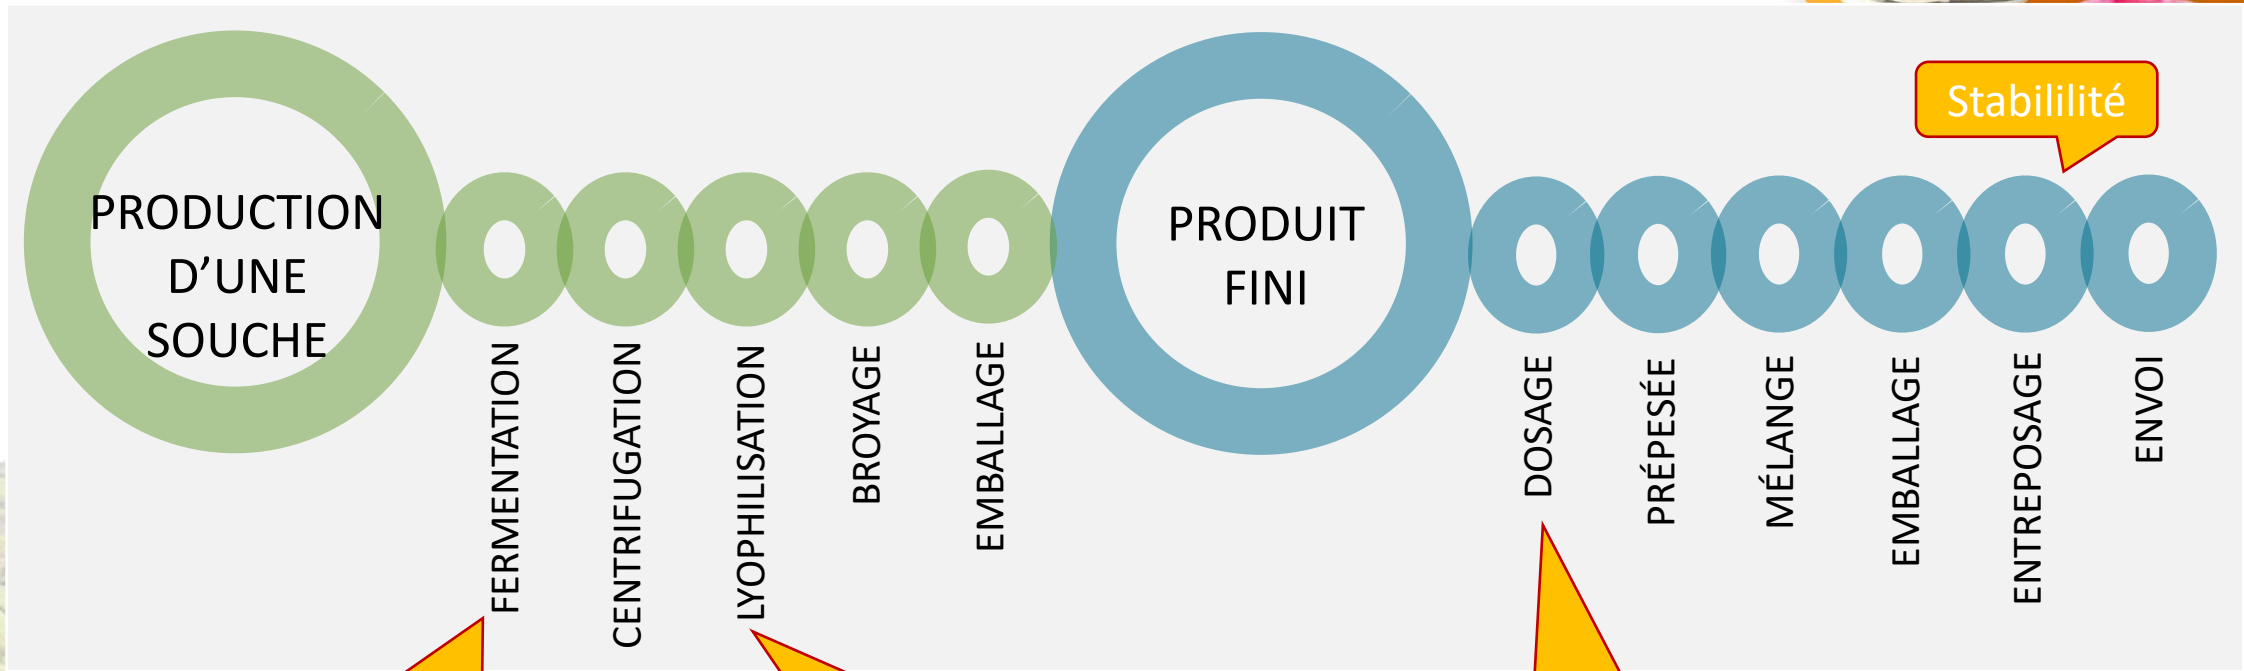 Stabililité
PRODUCTION
D’UNE
SOUCHE
FERMENTATION
CENTRIFUGATION
LYOPHILISATION
BROYAGE
EMBALLAGE
PRODUIT
FINI
DOSAGE
PRÉPESÉE
MÉLANGE
EMBALLAGE
ENTREPOSAGE
ENVOI